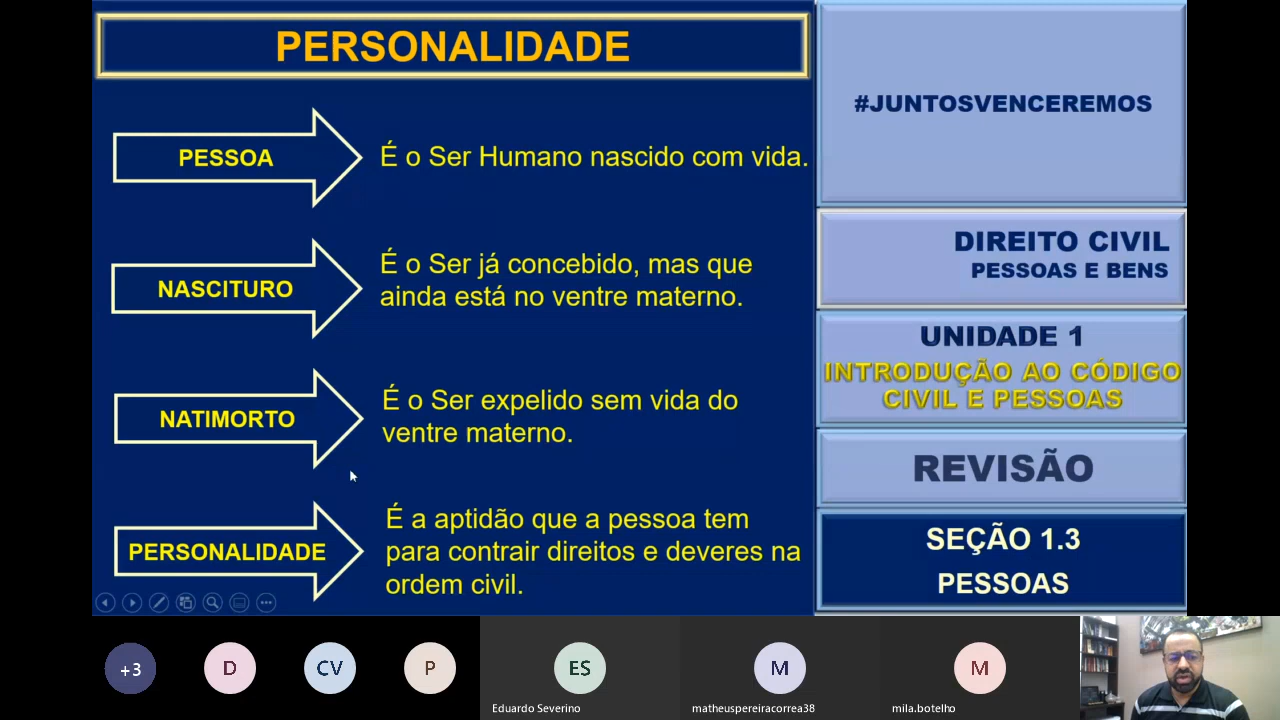 PERSONALIDADE
PESSOA
É o Ser Humano nascido com vida.
NASCITURO
É o Ser já concebido, mas que
ainda está no ventre materno.
NATIMORTO
É o Ser expelido sem vida do
ventre materno.
PERSONALIDADE
É a aptidão que a pessoa tem
para contrair direitos e deveres na
ordem civil.
#JUNTOSVENCEREMOS
DIREITO CIVIL
PESSOAS E BENS
UNIDADE 1
INTRODUÇÃO AO CÓDIGO
CIVIL E PESSOAS
REVISÃO
SEÇÃO 1.3
PESSOAS
+3
D
CV
P
ES
Eduardo Severino
M
matheuspereiracorrea38
M
mila.botelho